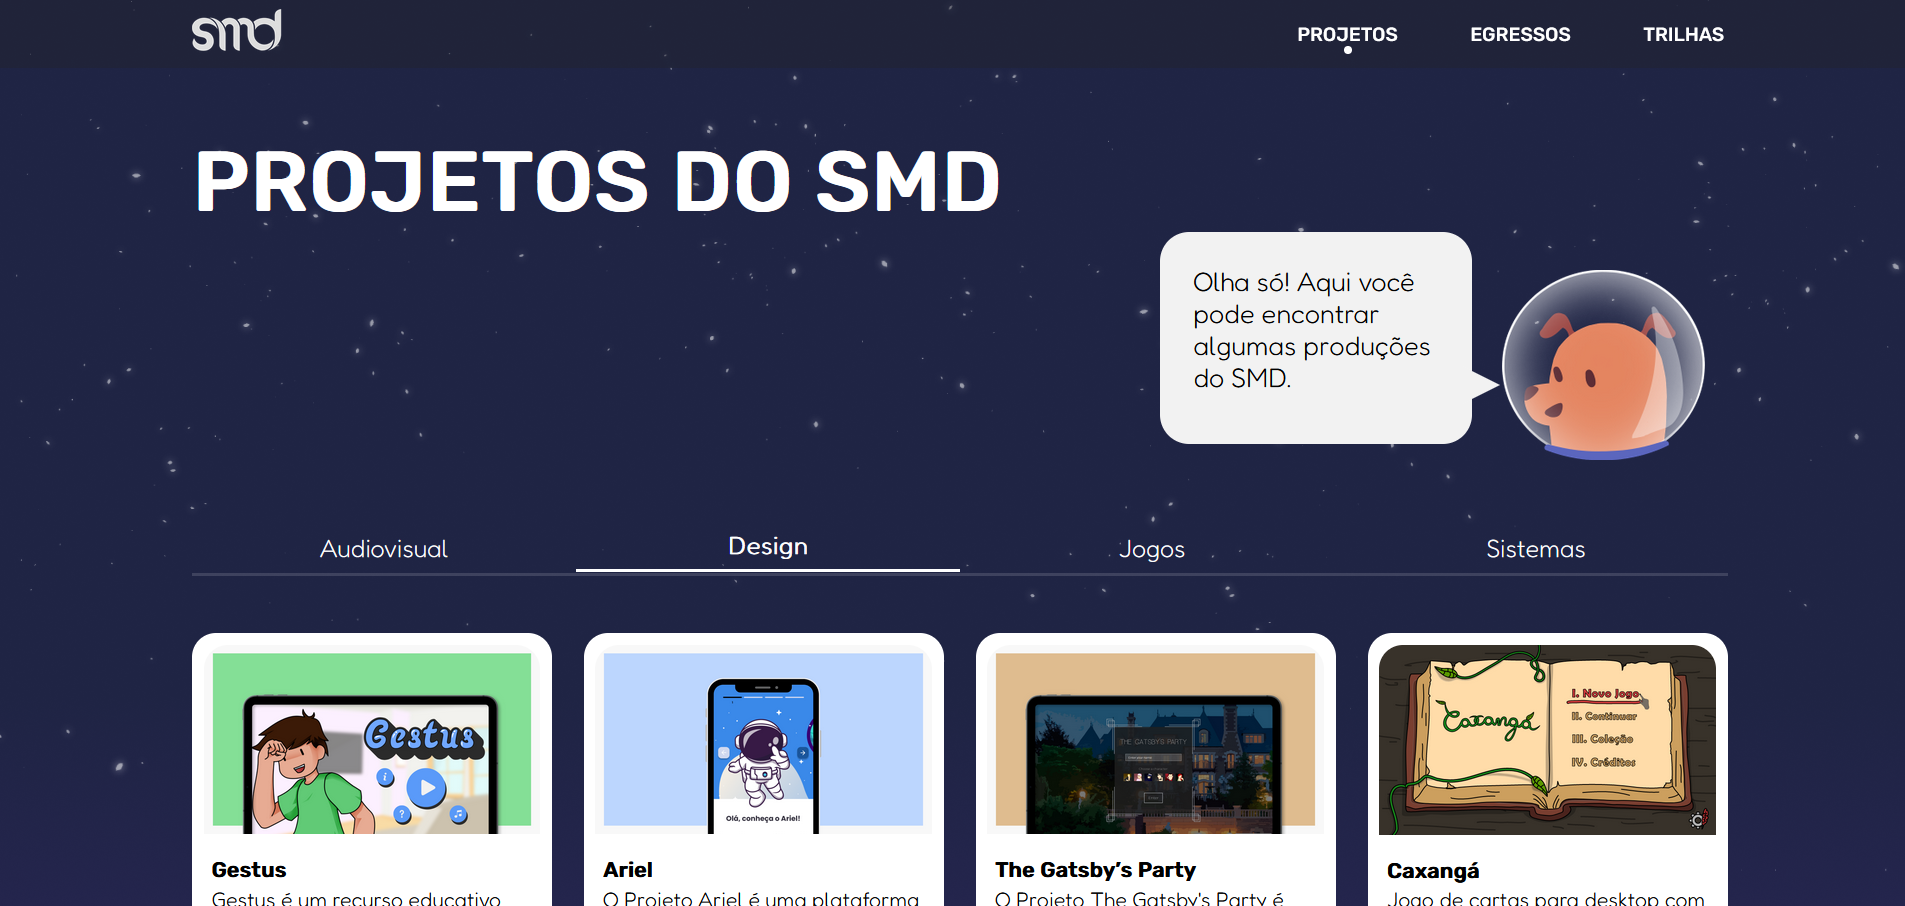 smd
PROJETOS EGRESSOS TRILHAS
PROJETOS DO SMD
Olha só! Aqui você
pode encontrar
algumas produções
do SMD.
Audiovisual Design Jogos Sistemas
Gestus
Olá, conheça o Ariel!
THE GATSBY'S PARTY
Caxangá
I. Novo Jogo
II. Continuar
III. Coleção
IV. Créditos
Gestus
Gestus é um recurso educativo
Ariel
O Projeto Ariel é uma plataforma
The Gatsby’s Party
O Projeto The Gatsby's Party é
Caxangá
Jogo de cartas para desktop com